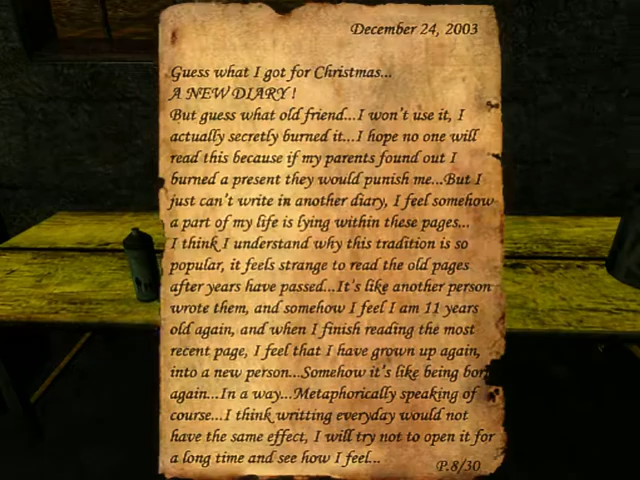 December 24, 2003
Guess what I got for Christmas...
A NEW DIARY!
But guess what old friend...I won't use it, I
actually secretly burned it...I hope no one will
read this because if my parents found out I
burned a present they would punish me...But I
just can't write in another diary, I feel somehow
a part of my life is lying within these pages...
I think I understand why this tradition is so
popular, it feels strange to read the old pages
after years have passed...It's like another person
wrote them, and somehow I feel I am 11 years
old again, and when I finish reading the most
recent page, I feel that I have grown up again,
into a new person...Somehow it's like being born
again...In a way...Metaphorically speaking of
course...I think writting everyday would not
have the same effect, I will try not to open it for
a long time and see how I feel...
P.8/30